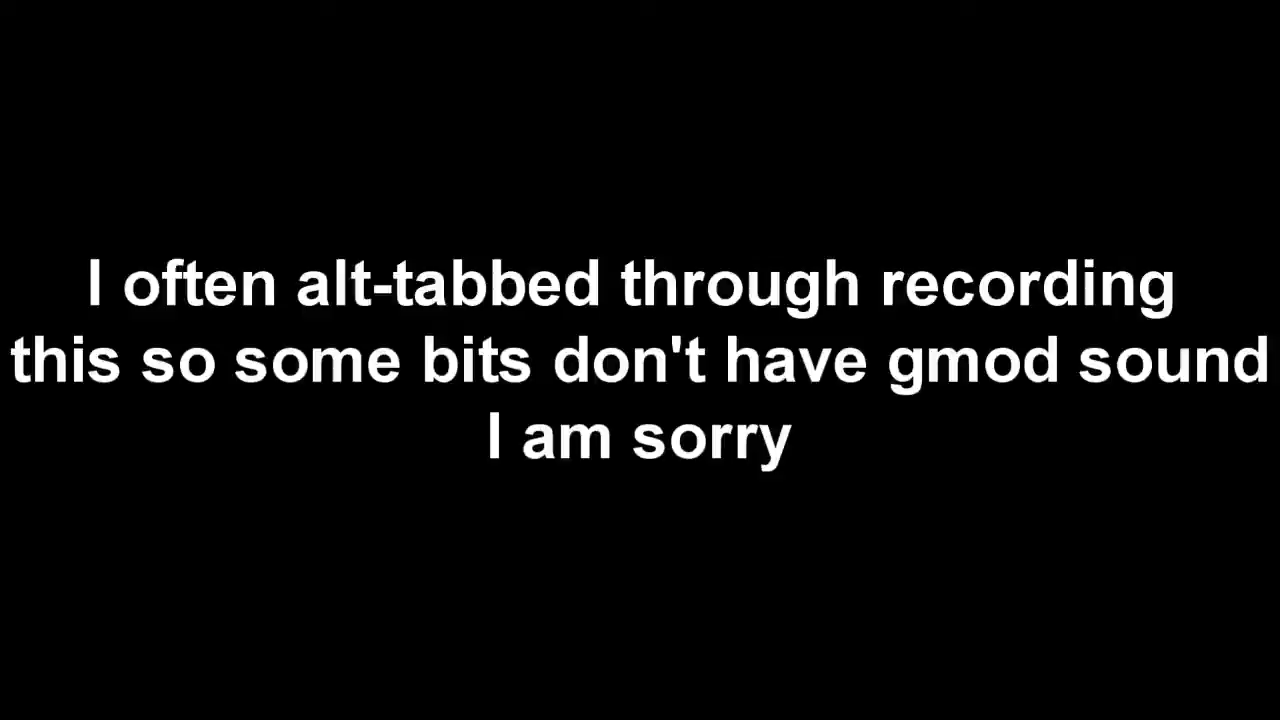 I often alt-tabbed through recording
this so some bits don't have gmod sound
I am sorry